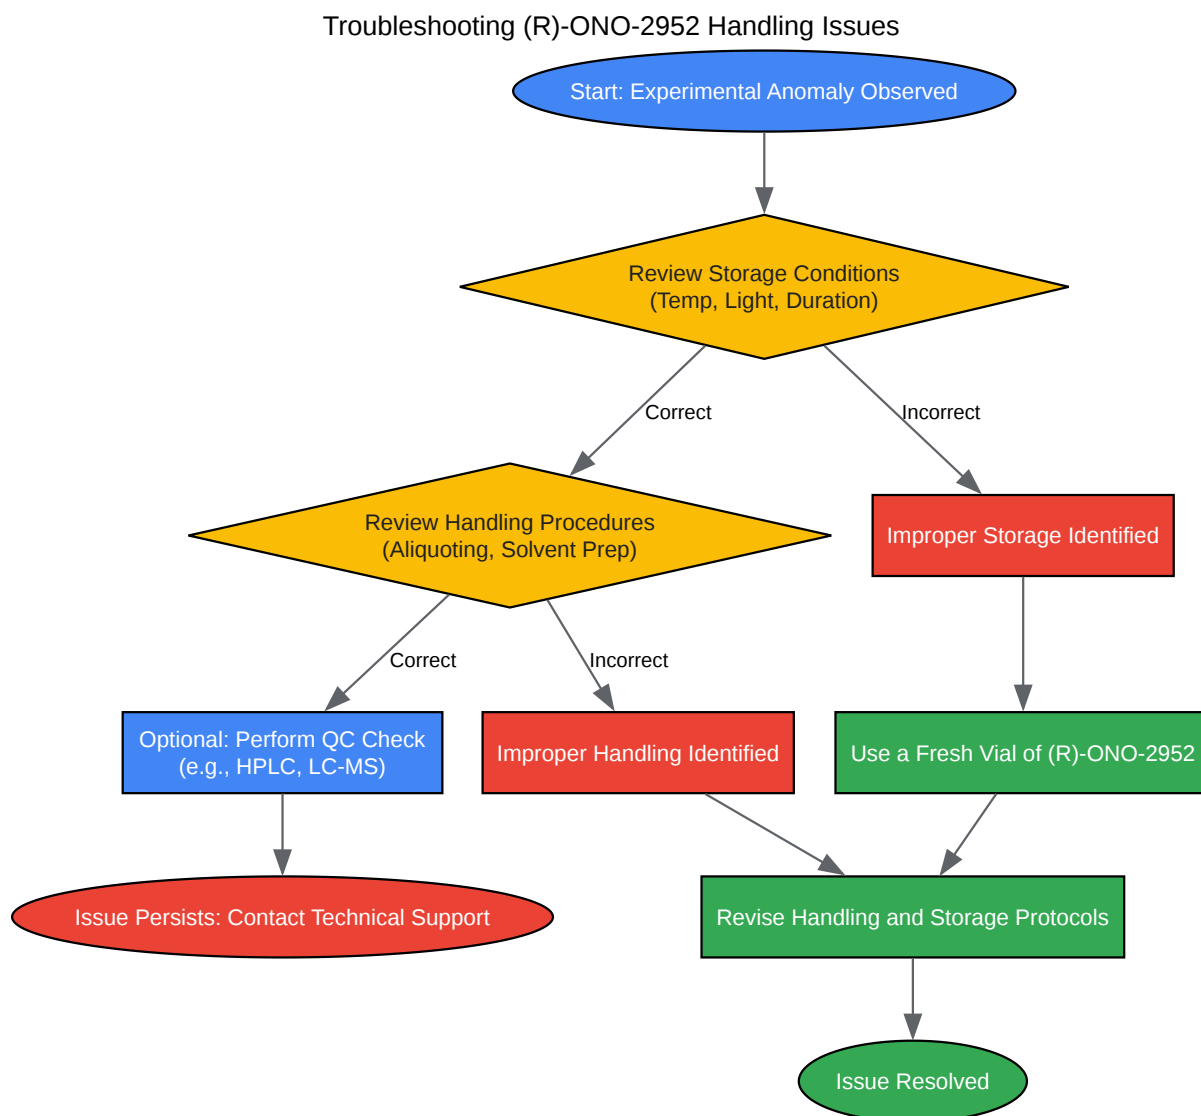 Troubleshooting (R)-ONO-2952 Handling Issues
Start: Experimental Anomaly Observed
Review Storage Conditions
(Temp, Light, Duration)
Correct
Incorrect
Review Handling Procedures
(Aliquoting, Solvent Prep)
Improper Storage Identified
Correct
Incorrect
Optional: Perform QC Check
(e.g., HPLC, LC-MS)
Improper Handling Identified
Use a Fresh Vial of (R)-ONO-2952
Issue Persists: Contact Technical Support
Revise Handling and Storage Protocols
Issue Resolved